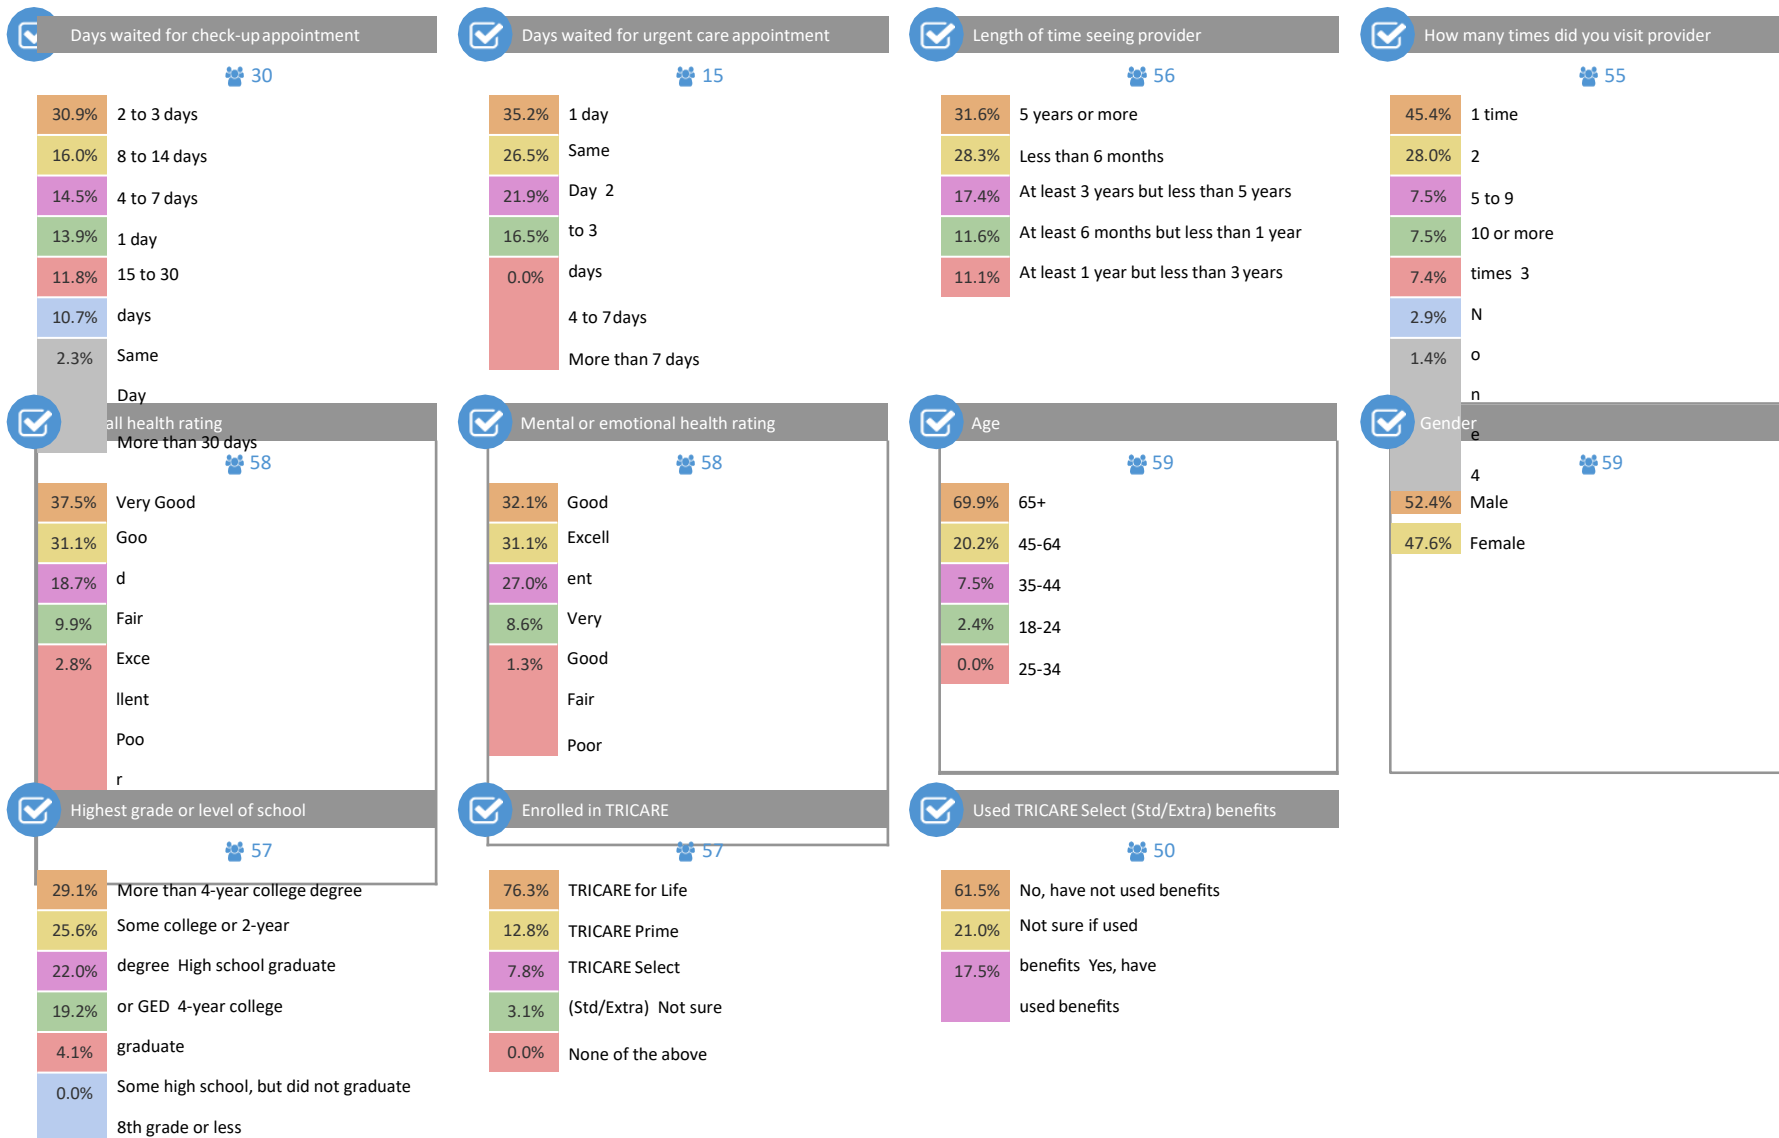 Days waited for check-up appointment
30
30.9% 2 to 3 days
16.0% 8 to 14 days
14.5% 4 to 7 days
13.9% 1 day
11.8% 15 to 30
10.7% days
2.3% Same
Day
More than 30 days
Days waited for urgent care appointment
15
35.2% 1 day
26.5% Same
21.9% Day 2
16.5% to 3
0.0% days
4 to 7 days
More than 7 days
Length of time seeing provider
56
31.6% 5 years or more
28.3% Less than 6 months
17.4% At least 3 years but less than 5 years
11.6% At least 6 months but less than 1 year
11.1% At least 1 year but less than 3 years
How many times did you visit provider
55
45.4% 1 time
28.0% 2
7.5% 5 to 9
7.5% 10 or more
7.4% times 3
2.9% N
1.4% o
n
e
4
all health rating
58
37.5% Very Good
31.1% Goo
18.7% d
9.9% Fair
2.8% Exce
llent
Poo
r
Mental or emotional health rating
58
32.1% Good
31.1% Excell
27.0% ent
8.6% Very
1.3% Good
Fair
Poor
Age
59
69.9% 65+
20.2% 45-64
7.5% 35-44
2.4% 18-24
0.0% 25-34
Gender
59
52.4% Male
47.6% Female
Highest grade or level of school
57
29.1% More than 4-year college degree
25.6% Some college or 2-year
22.0% degree High school graduate
19.2% or GED 4-year college
4.1% graduate
0.0% Some high school, but did not graduate
8th grade or less
Enrolled in TRICARE
57
76.3% TRICARE for Life
12.8% TRICARE Prime
7.8% TRICARE Select
3.1% (Std/Extra) Not sure
0.0% None of the above
Used TRICARE Select (Std/Extra) benefits
50
61.5% No, have not used benefits
21.0% Not sure if used
17.5% benefits Yes, have
used benefits